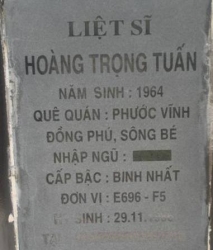 LIỆT SĨ
HOÀNG TRỌNG TUẤN
NĂM SINH : 1964
QUÊ QUÁN : PHƯỚC VĨNH
ĐỒNG PHÚ, SÔNG BÉ
NHẬP NGŨ :
CẤP BẬC : BINH NHẤT
ĐƠN VỊ : E696 - F5
SINH : 29.11.